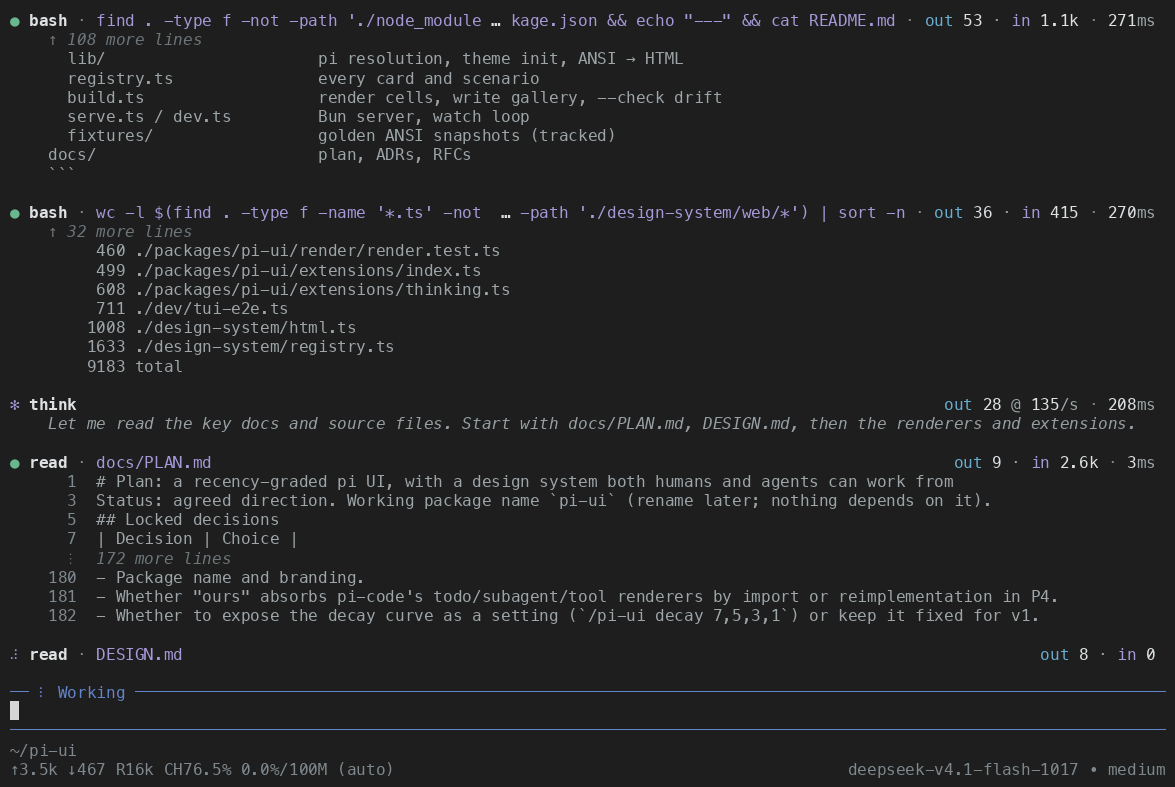 ● bash · find . -type f -not -path './node_module … kage.json && echo "---" && cat README.md · out 53 · in 1.1k · 271ms
↑ 108 more lines
lib/ pi resolution, theme init, ANSI → HTML
registry.ts every card and scenario
build.ts render cells, write gallery, --check drift
serve.ts / dev.ts Bun server, watch loop
fixtures/ golden ANSI snapshots (tracked)
docs/ plan, ADRs, RFCs
```
● bash · wc -l $(find . -type f -name '*.ts' -not … -path './design-system/web/*') | sort -n · out 36 · in 415 · 270ms
↑ 32 more lines
460 ./packages/pi-ui/render/render.test.ts
499 ./packages/pi-ui/extensions/index.ts
608 ./packages/pi-ui/extensions/thinking.ts
711 ./dev/tui-e2e.ts
1008 ./design-system/html.ts
1633 ./design-system/registry.ts
9183 total
✻ think out 28 @ 135/s · 208ms
Let me read the key docs and source files. Start with docs/PLAN.md, DESIGN.md, then the renderers and extensions.
● read · docs/PLAN.md out 9 · in 2.6k · 3ms
1 # Plan: a recency-graded pi UI, with a design system both humans and agents can work from
3 Status: agreed direction. Working package name `pi-ui` (rename later; nothing depends on it).
5 ## Locked decisions
7 | Decision | Choice |
⋮ 172 more lines
180 - Package name and branding.
181 - Whether "ours" absorbs pi-code's todo/subagent/tool renderers by import or reimplementation in P4.
182 - Whether to expose the decay curve as a setting (`/pi-ui decay 7,5,3,1`) or keep it fixed for v1.
⠼ read · DESIGN.md out 8 · in 0
── ⠇ Working ──
~/pi-ui
↑3.5k ↓467 R16k CH76.5% 0.0%/100M (auto) deepseek-v4.1-flash-1017 • medium